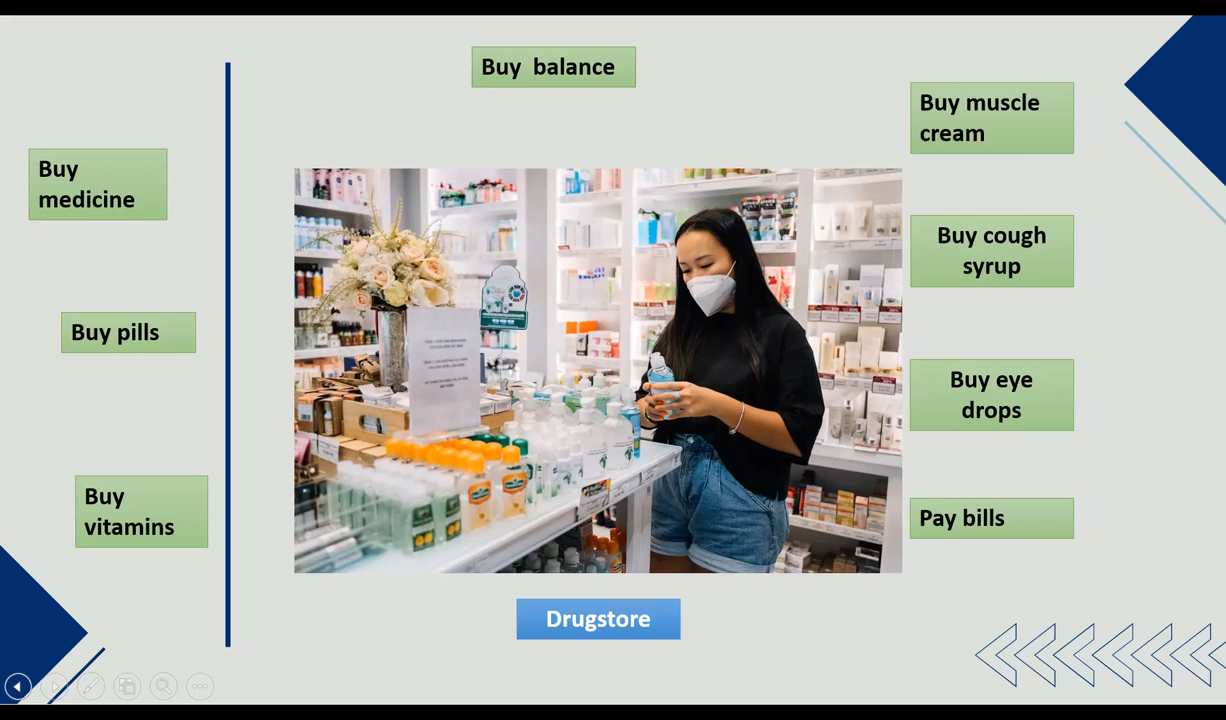 Buy  balance
Buy muscle
cream
Buy
medicine
Buy cough
syrup
Buy pills
Buy eye
drops
Buy
vitamins
Pay bills
Drugstore